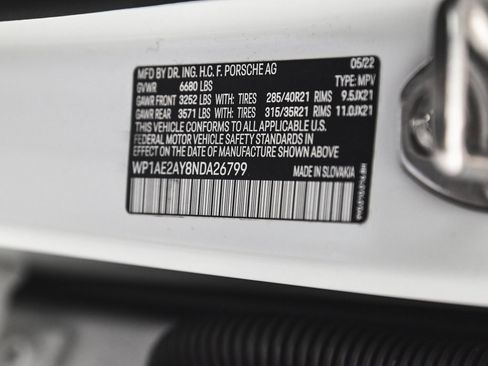 MFD BY DR. ING. H.C. F. PORSCHE AG 05/22
GVWR 6680 LBS TYPE: MPV
GAWR FRONT 3252 LBS WITH: TIRES 285/40R21 RIMS 9.5JX21
GAWR REAR 3571 LBS WITH: TIRES 315/35R21 RIMS 11.0JX21
THIS VEHICLE CONFORMS TO ALL APPLICABLE U.S.
FEDERAL MOTOR VEHICLE SAFETY STANDARDS IN
EFFECT ON THE DATE OF MANUFACTURE SHOWN ABOVE.
WP1AE2AY8NDA26799 MADE IN SLOVAKIA